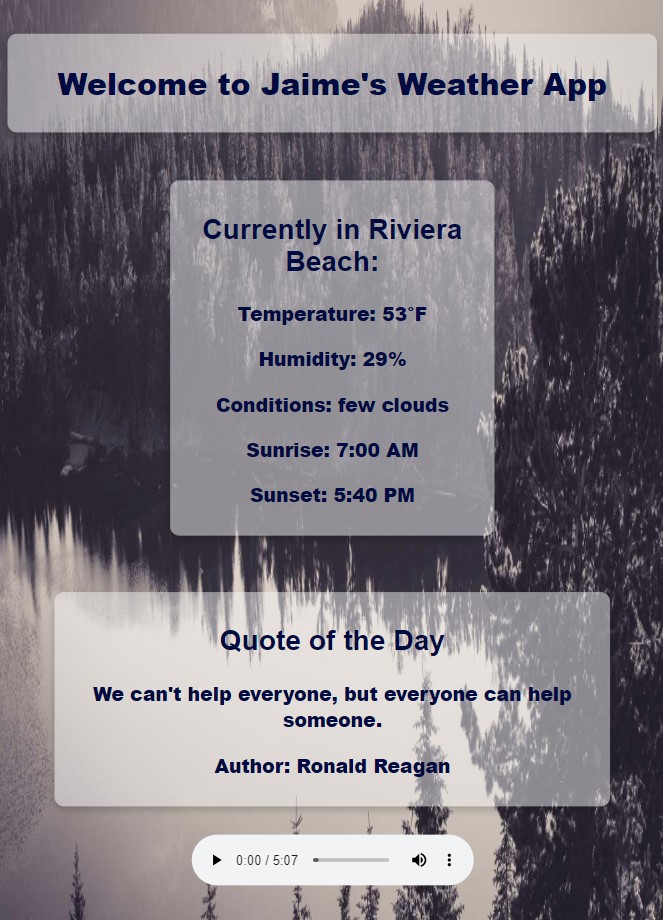 Welcome to Jaime's Weather App
Currently in Riviera
Beach:
Temperature: 53°F
Humidity: 29%
Conditions: few clouds
Sunrise: 7:00 AM
Sunset: 5:40 PM
Quote of the Day
We can't help everyone, but everyone can help
someone.
Author: Ronald Reagan
0:00 / 5:07